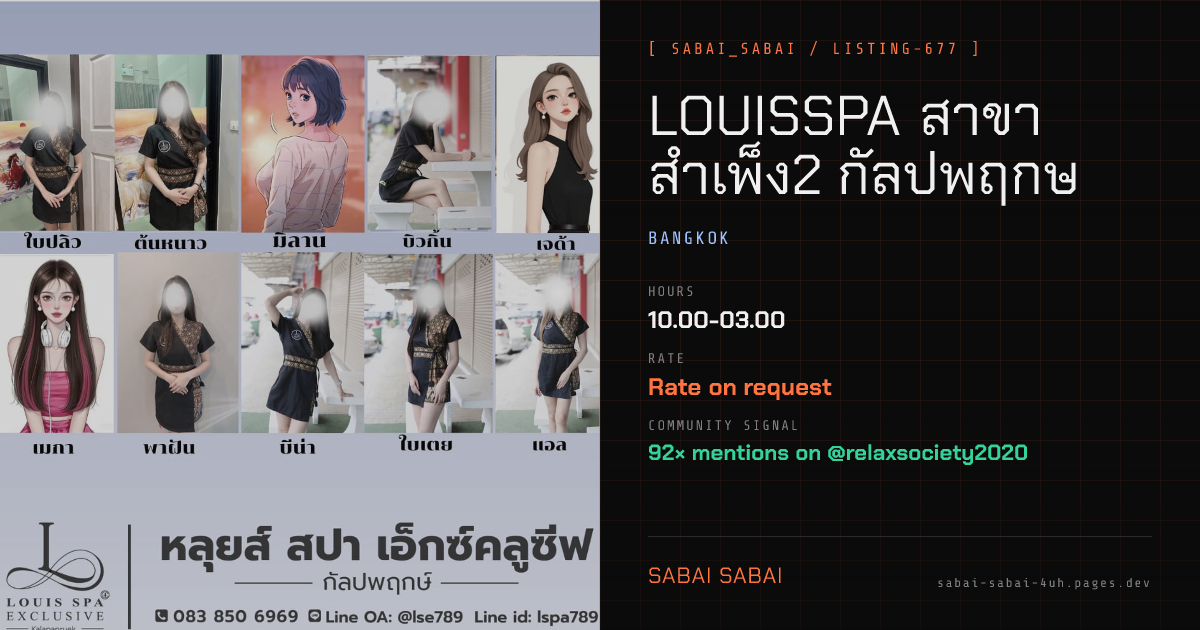 ใบปลิว
ต้นหนาว
มิลาน
บิวกิ้น
เจด้า
เมกา
พาฝัน
บีน่า
ใบเตย
แอล
L
LOUIS SPA
EXCLUSIVE
Kalapapruek
หลุยส์ สปา เอ็กซ์คลูซีฟ
กัลปพฤกษ์
083 850 6969 Line OA: @lse789 Line id: lspa789
[ SABAI_SABAI / LISTING-677 ]
LOUISSPA สาขา
สำเพ็ง2 กัลปพฤกษ
BANGKOK
HOURS
10.00-03.00
RATE
Rate on request
COMMUNITY SIGNAL
92× mentions on @relaxsociety2020
SABAI SABAI
sabai-sabai-4uh.pages.dev